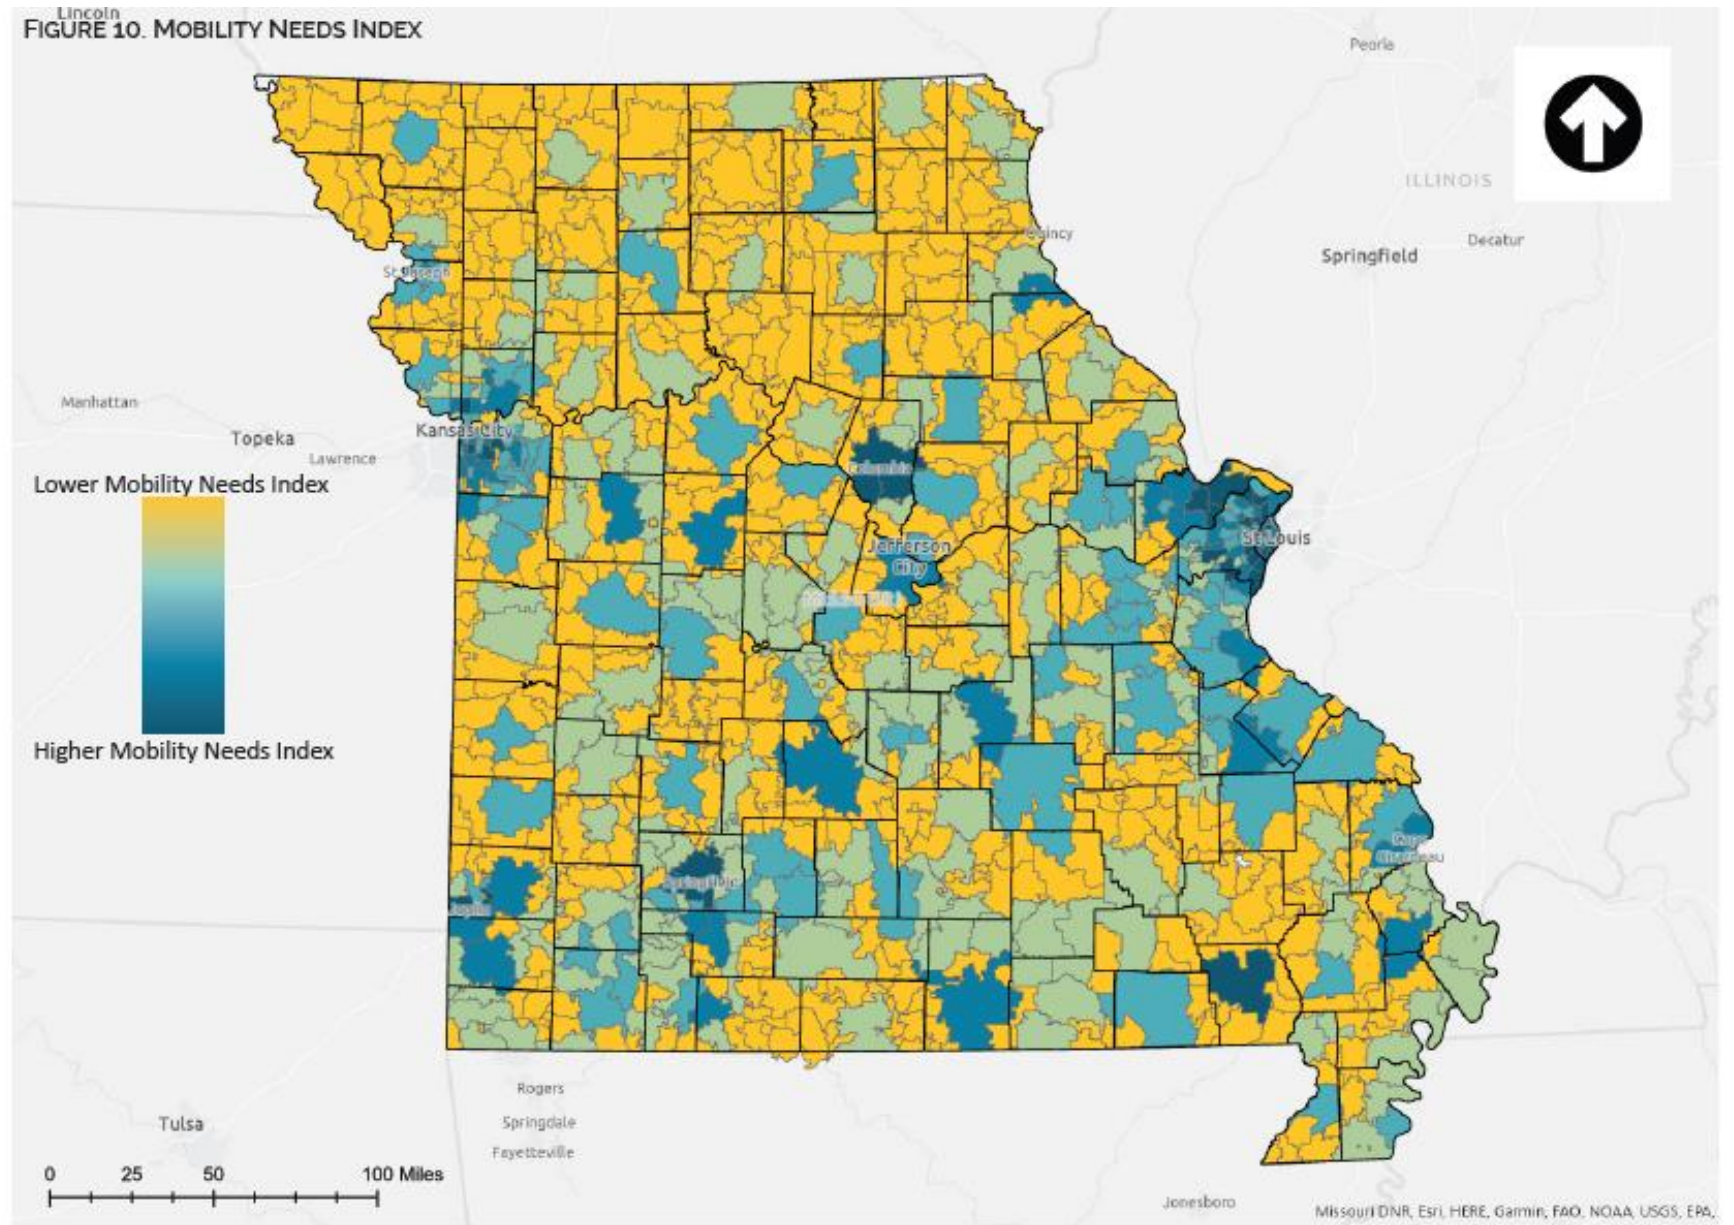 Lincoln
FIGURE 10. MOBILITY NEEDS INDEX
Peoria
ILLINOIS
Quincy
Decatur
Springfield
St. Joseph
Manhattan
Kansas City
Topeka
Lawrence
Columbia
Lower Mobility Needs Index
St Louis
Jefferson
City
MISSOURI
Higher Mobility Needs Index
Cape
Girardeau
Springfield
Joplin
Rogers
Springdale
Tulsa
Fayetteville
0 25 50 100 Miles
Jonesboro
Missouri DNR, Esri, HERE, Garmin, FAO, NOAA, USGS, EPA,